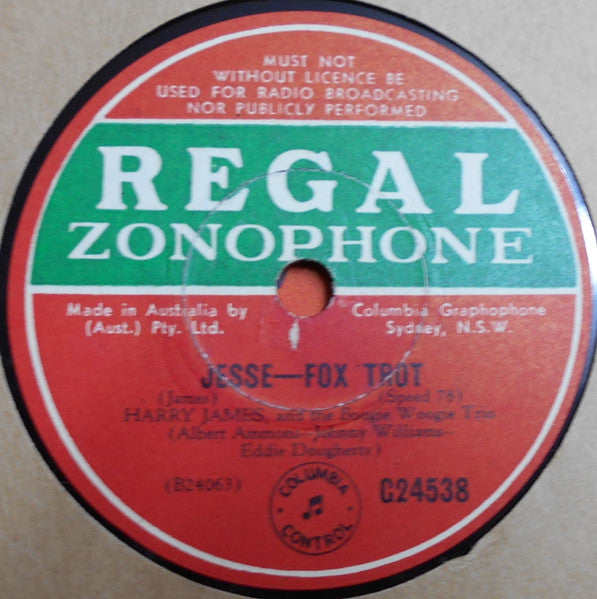 MUST NOT
WITHOUT LICENCE BE
USED FOR RADIO BROADCASTING
NOR PUBLICLY PERFORMED
REGAL
ZONOPHONE
Made in Australia by Columbia Graphophone
(Aust.) Pty. Ltd. Sydney, N.S.W.
JESSE—FOX TROT
(James) (Speed 78)
HARRY JAMES, and the Boogie Woogie Trio
(Albert Ammons—Johnny Williams—
Eddie Dougherty)
(B24063) G24538
COLUMBIA
CONTROL